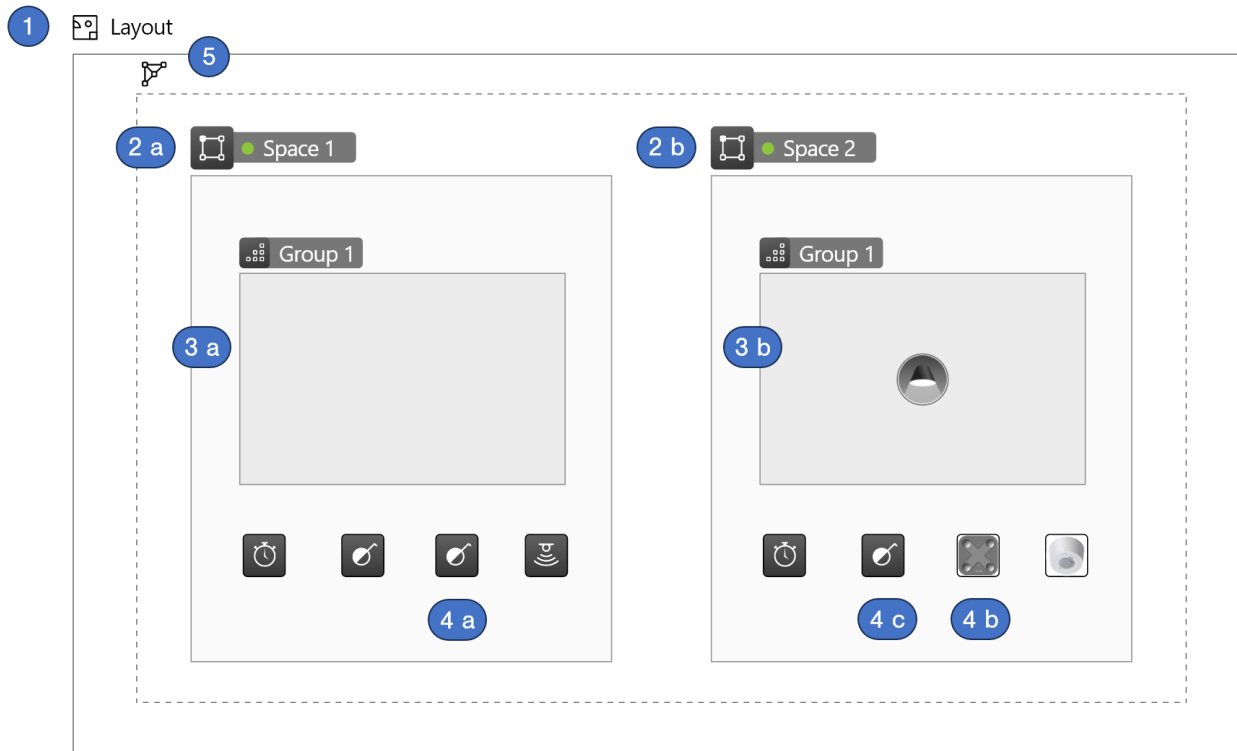 1 Layout
5
2 a Space 1
2 b Space 2
Group 1
Group 1
3 a
3 b
4 a
4 c
4 b